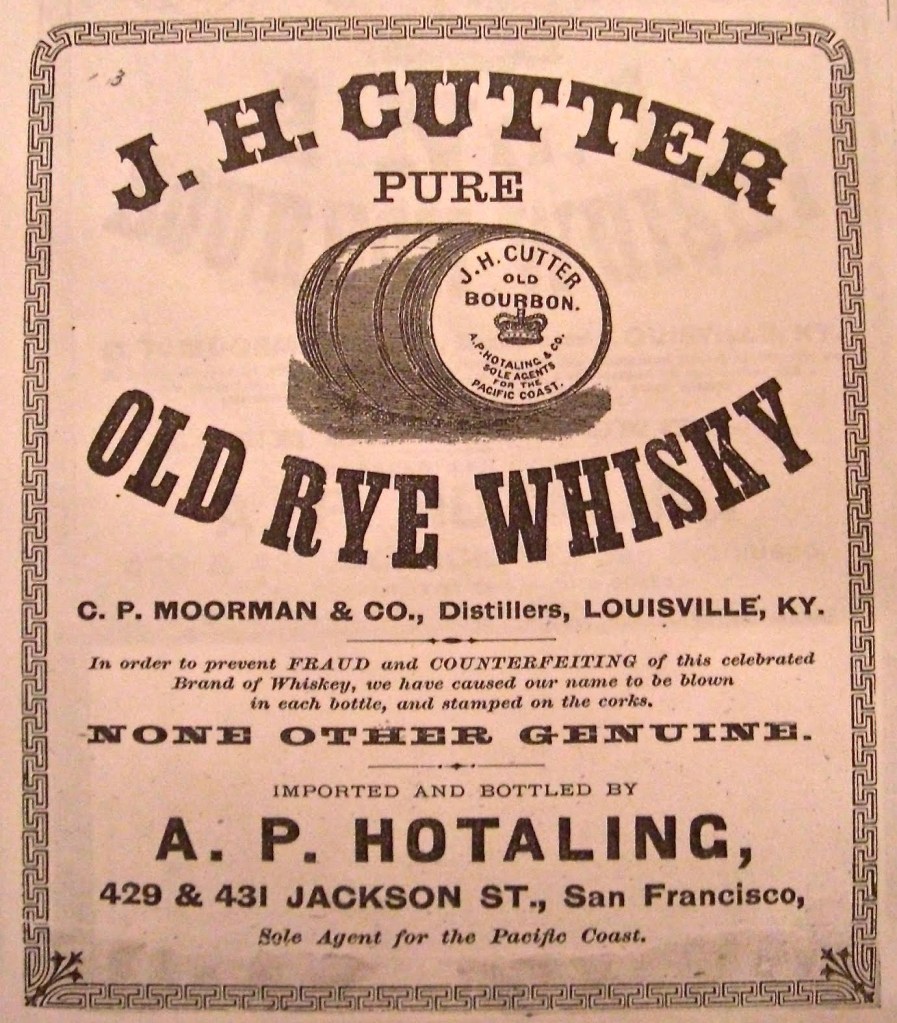 3
J. H. CUTTER
PURE
J. H. CUTTER
OLD
BOURBON.
A. P. HOTALING & CO.
SOLE AGENTS
FOR THE
PACIFIC COAST.
OLD RYE WHISKY
C. P. MOORMAN & CO., Distillers, LOUISVILLE, KY.
In order to prevent FRAUD and COUNTERFEITING of this celebrated
Brand of Whiskey, we have caused our name to be blown
in each bottle, and stamped on the corks.
NONE OTHER GENUINE.
IMPORTED AND BOTTLED BY
A. P. HOTALING,
429 & 431 JACKSON ST., San Francisco,
Sole Agent for the Pacific Coast.